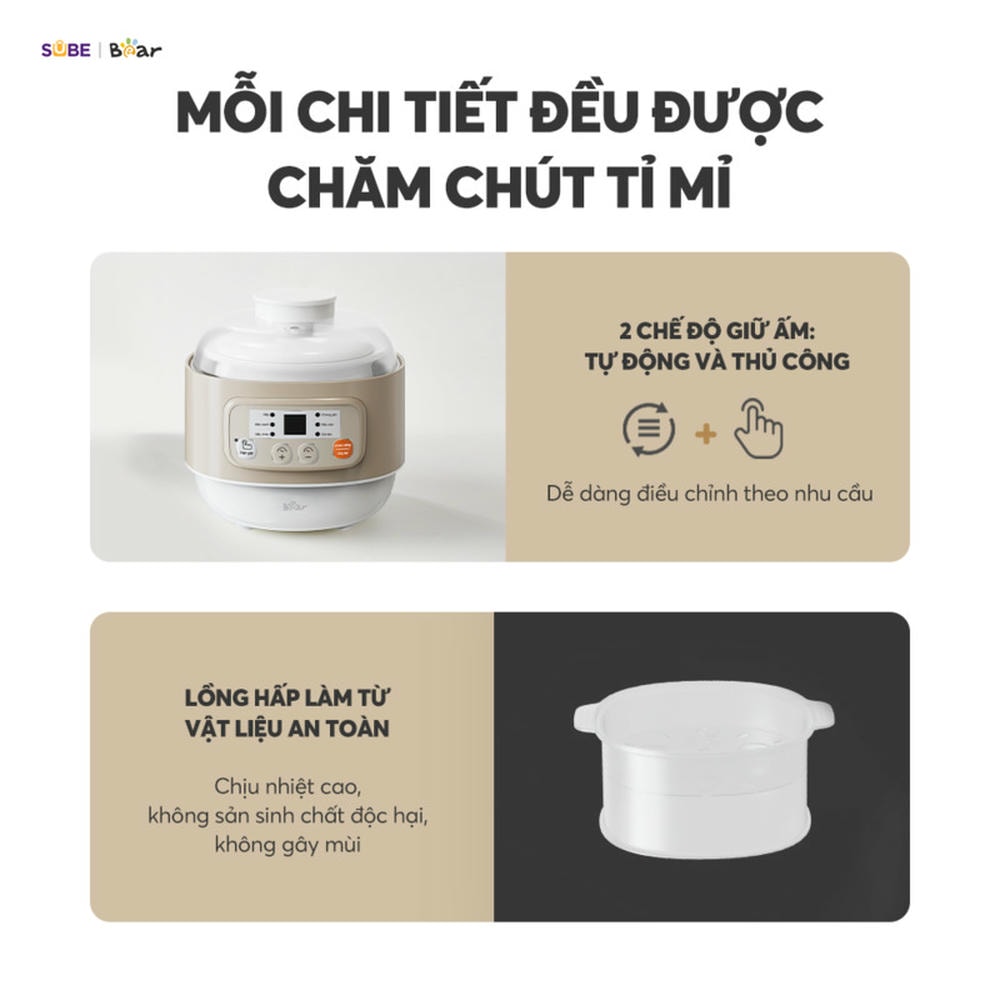 SUBE | Bear
MỖI CHI TIẾT ĐỀU ĐƯỢC
CHĂM CHÚT TỈ MỈ
2 CHẾ ĐỘ GIỮ ẤM:
TỰ ĐỘNG VÀ THỦ CÔNG
+
Dễ dàng điều chỉnh theo nhu cầu
Bear
LỒNG HẤP LÀM TỪ
VẬT LIỆU AN TOÀN
Chịu nhiệt cao,
không sản sinh chất độc hại,
không gây mùi